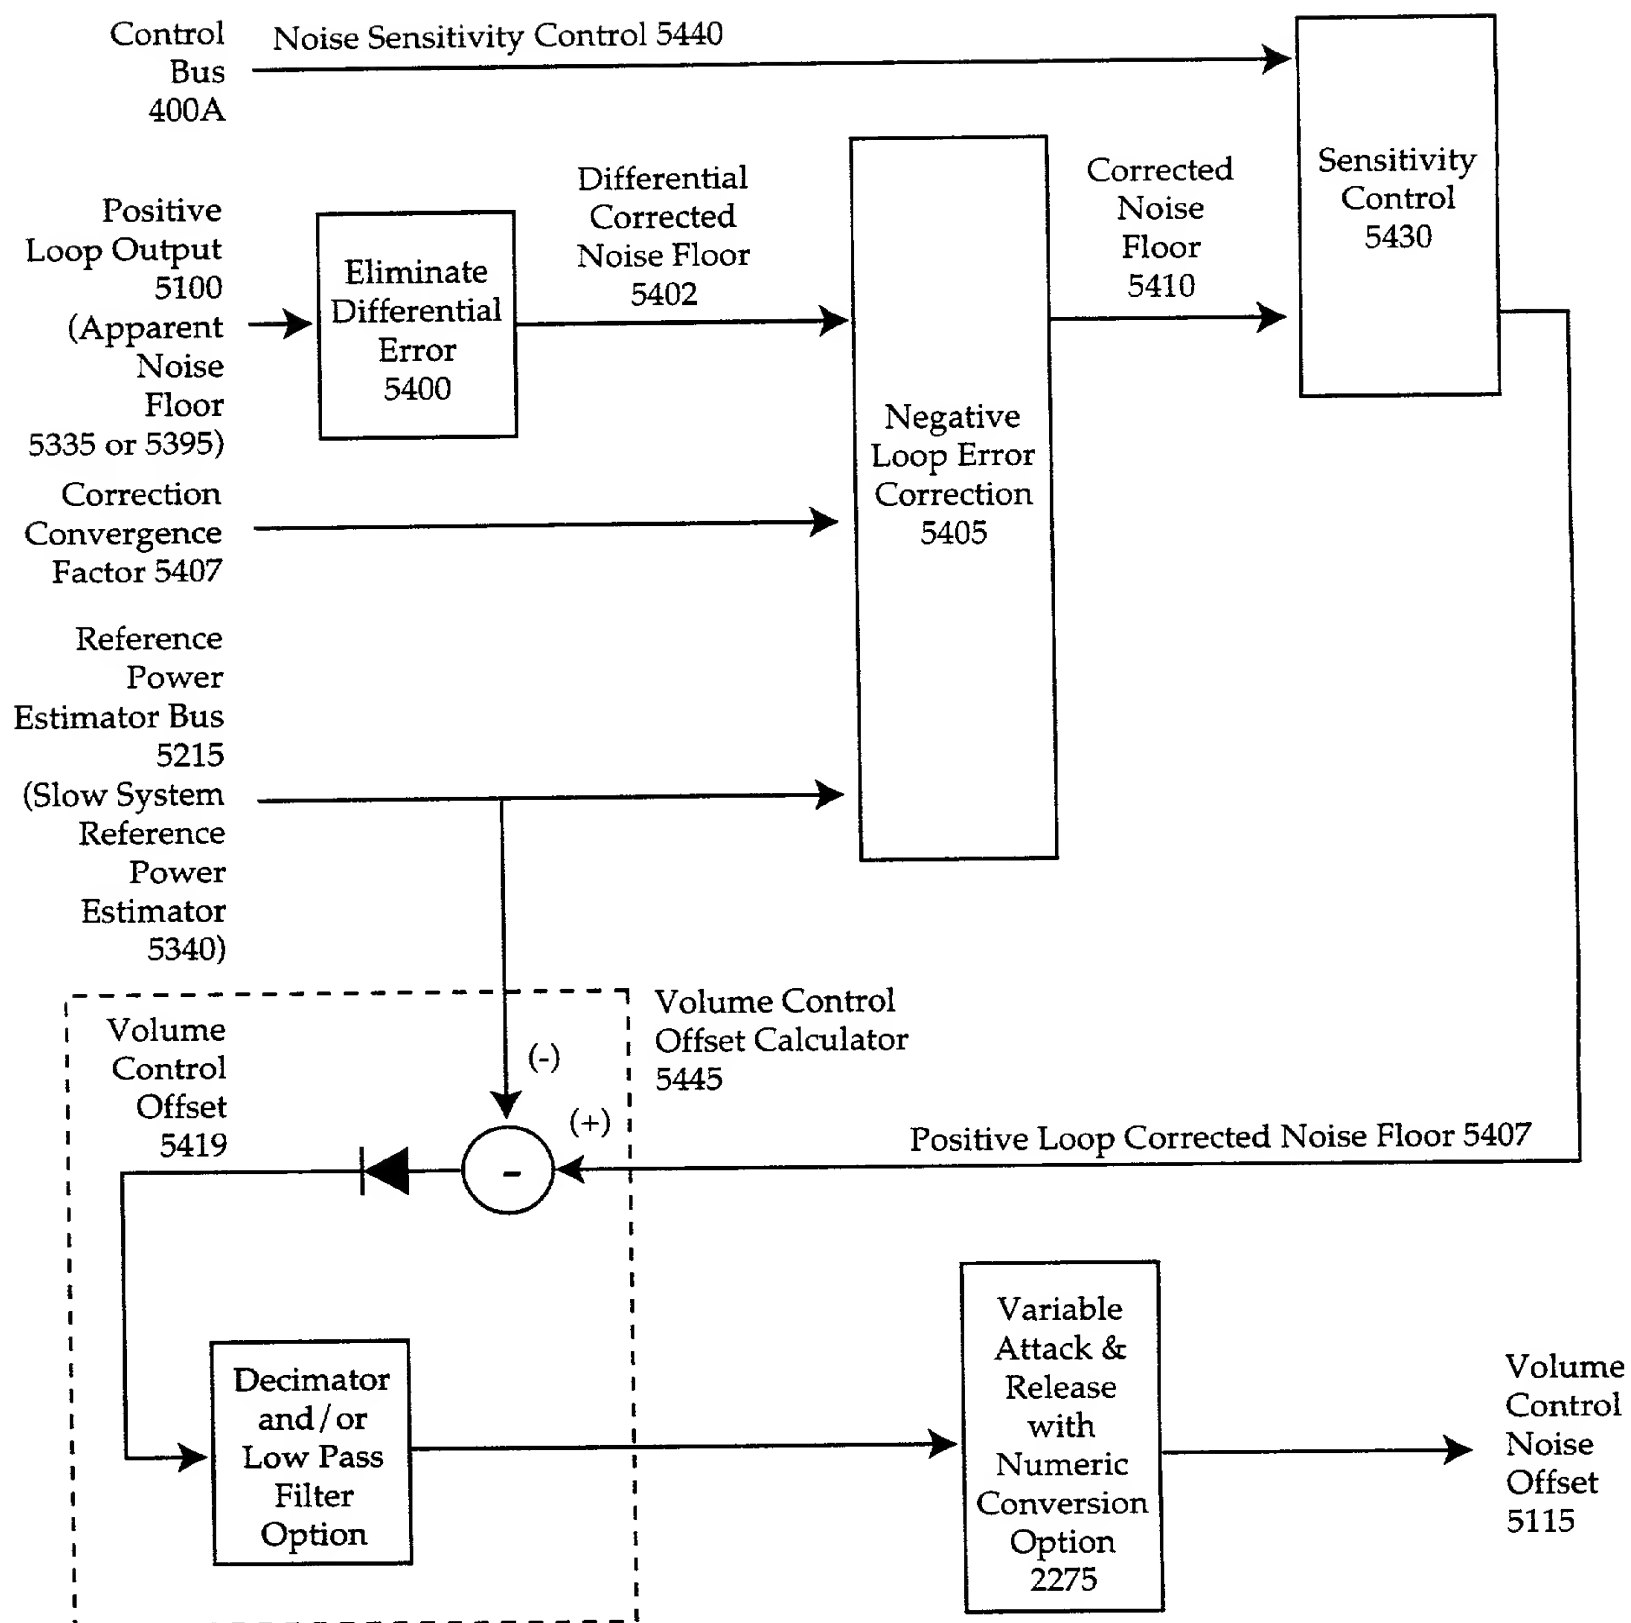 Control
Bus
400A
Noise Sensitivity Control 5440
Sensitivity
Control
5430
Positive
Loop Output
5100
(Apparent
Noise
Floor
5335 or 5395)
Eliminate
Differential
Error
5400
Differential
Corrected
Noise Floor
5402
Corrected
Noise
Floor
5410
Negative
Loop Error
Correction
5405
Correction
Convergence
Factor 5407
Reference
Power
Estimator Bus
5215
(Slow System
Reference
Power
Estimator
5340)
Volume Control
Offset Calculator
5445
Volume
Control
Offset
5419
(-)
(+)
-
Positive Loop Corrected Noise Floor 5407
Decimator
and/or
Low Pass
Filter
Option
Variable
Attack &
Release
with
Numeric
Conversion
Option
2275
Volume
Control
Noise
Offset
5115